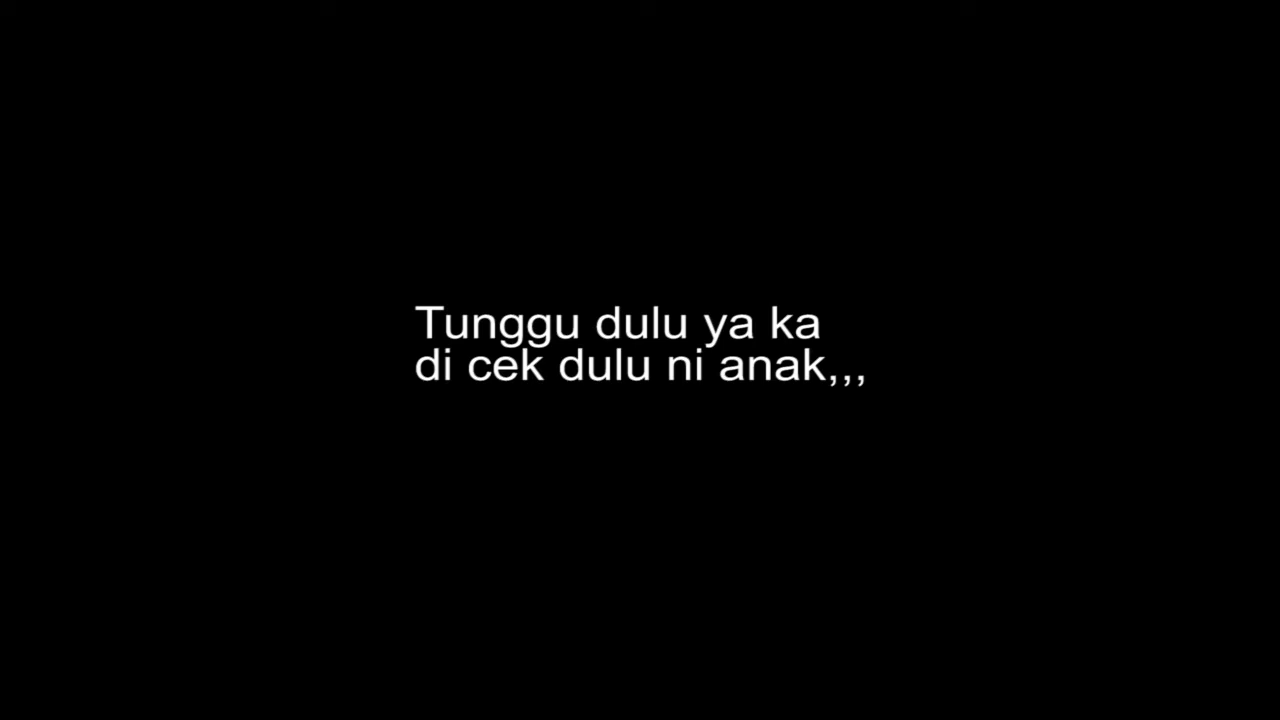 Tunggu dulu ya ka
di cek dulu ni anak,,,